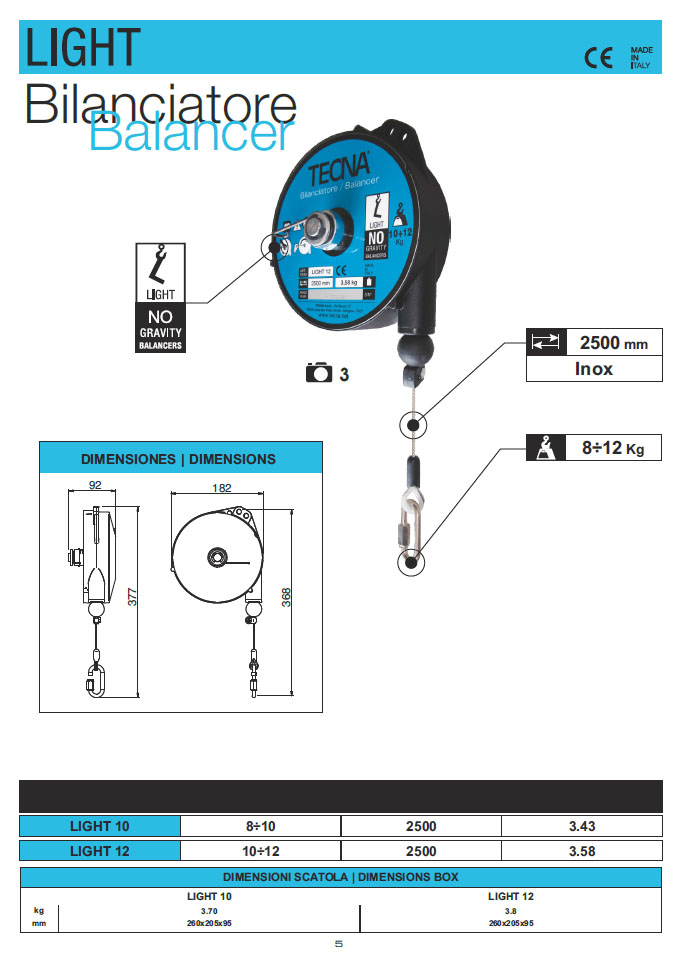 LIGHT
CE
MADE
IN
ITALY
Bilanciatore
Balancer
TECNA®
Bilanciatore / Balancer
LIGHT
10÷12
Kg
NO
GRAVITY
BALANCERS
LIGHT 12
CE
2500 mm
3,58 kg
LIGHT
NO
GRAVITY
BALANCERS
2500 mm
Inox
3
8÷12 Kg
DIMENSIONES | DIMENSIONS
92
182
377
368
LIGHT 10 8÷10 2500 3.43
LIGHT 12 10÷12 2500 3.58
DIMENSIONI SCATOLA | DIMENSIONS BOX
LIGHT 10 LIGHT 12
kg 3.70 3.8
mm 260x205x95 260x205x95
5